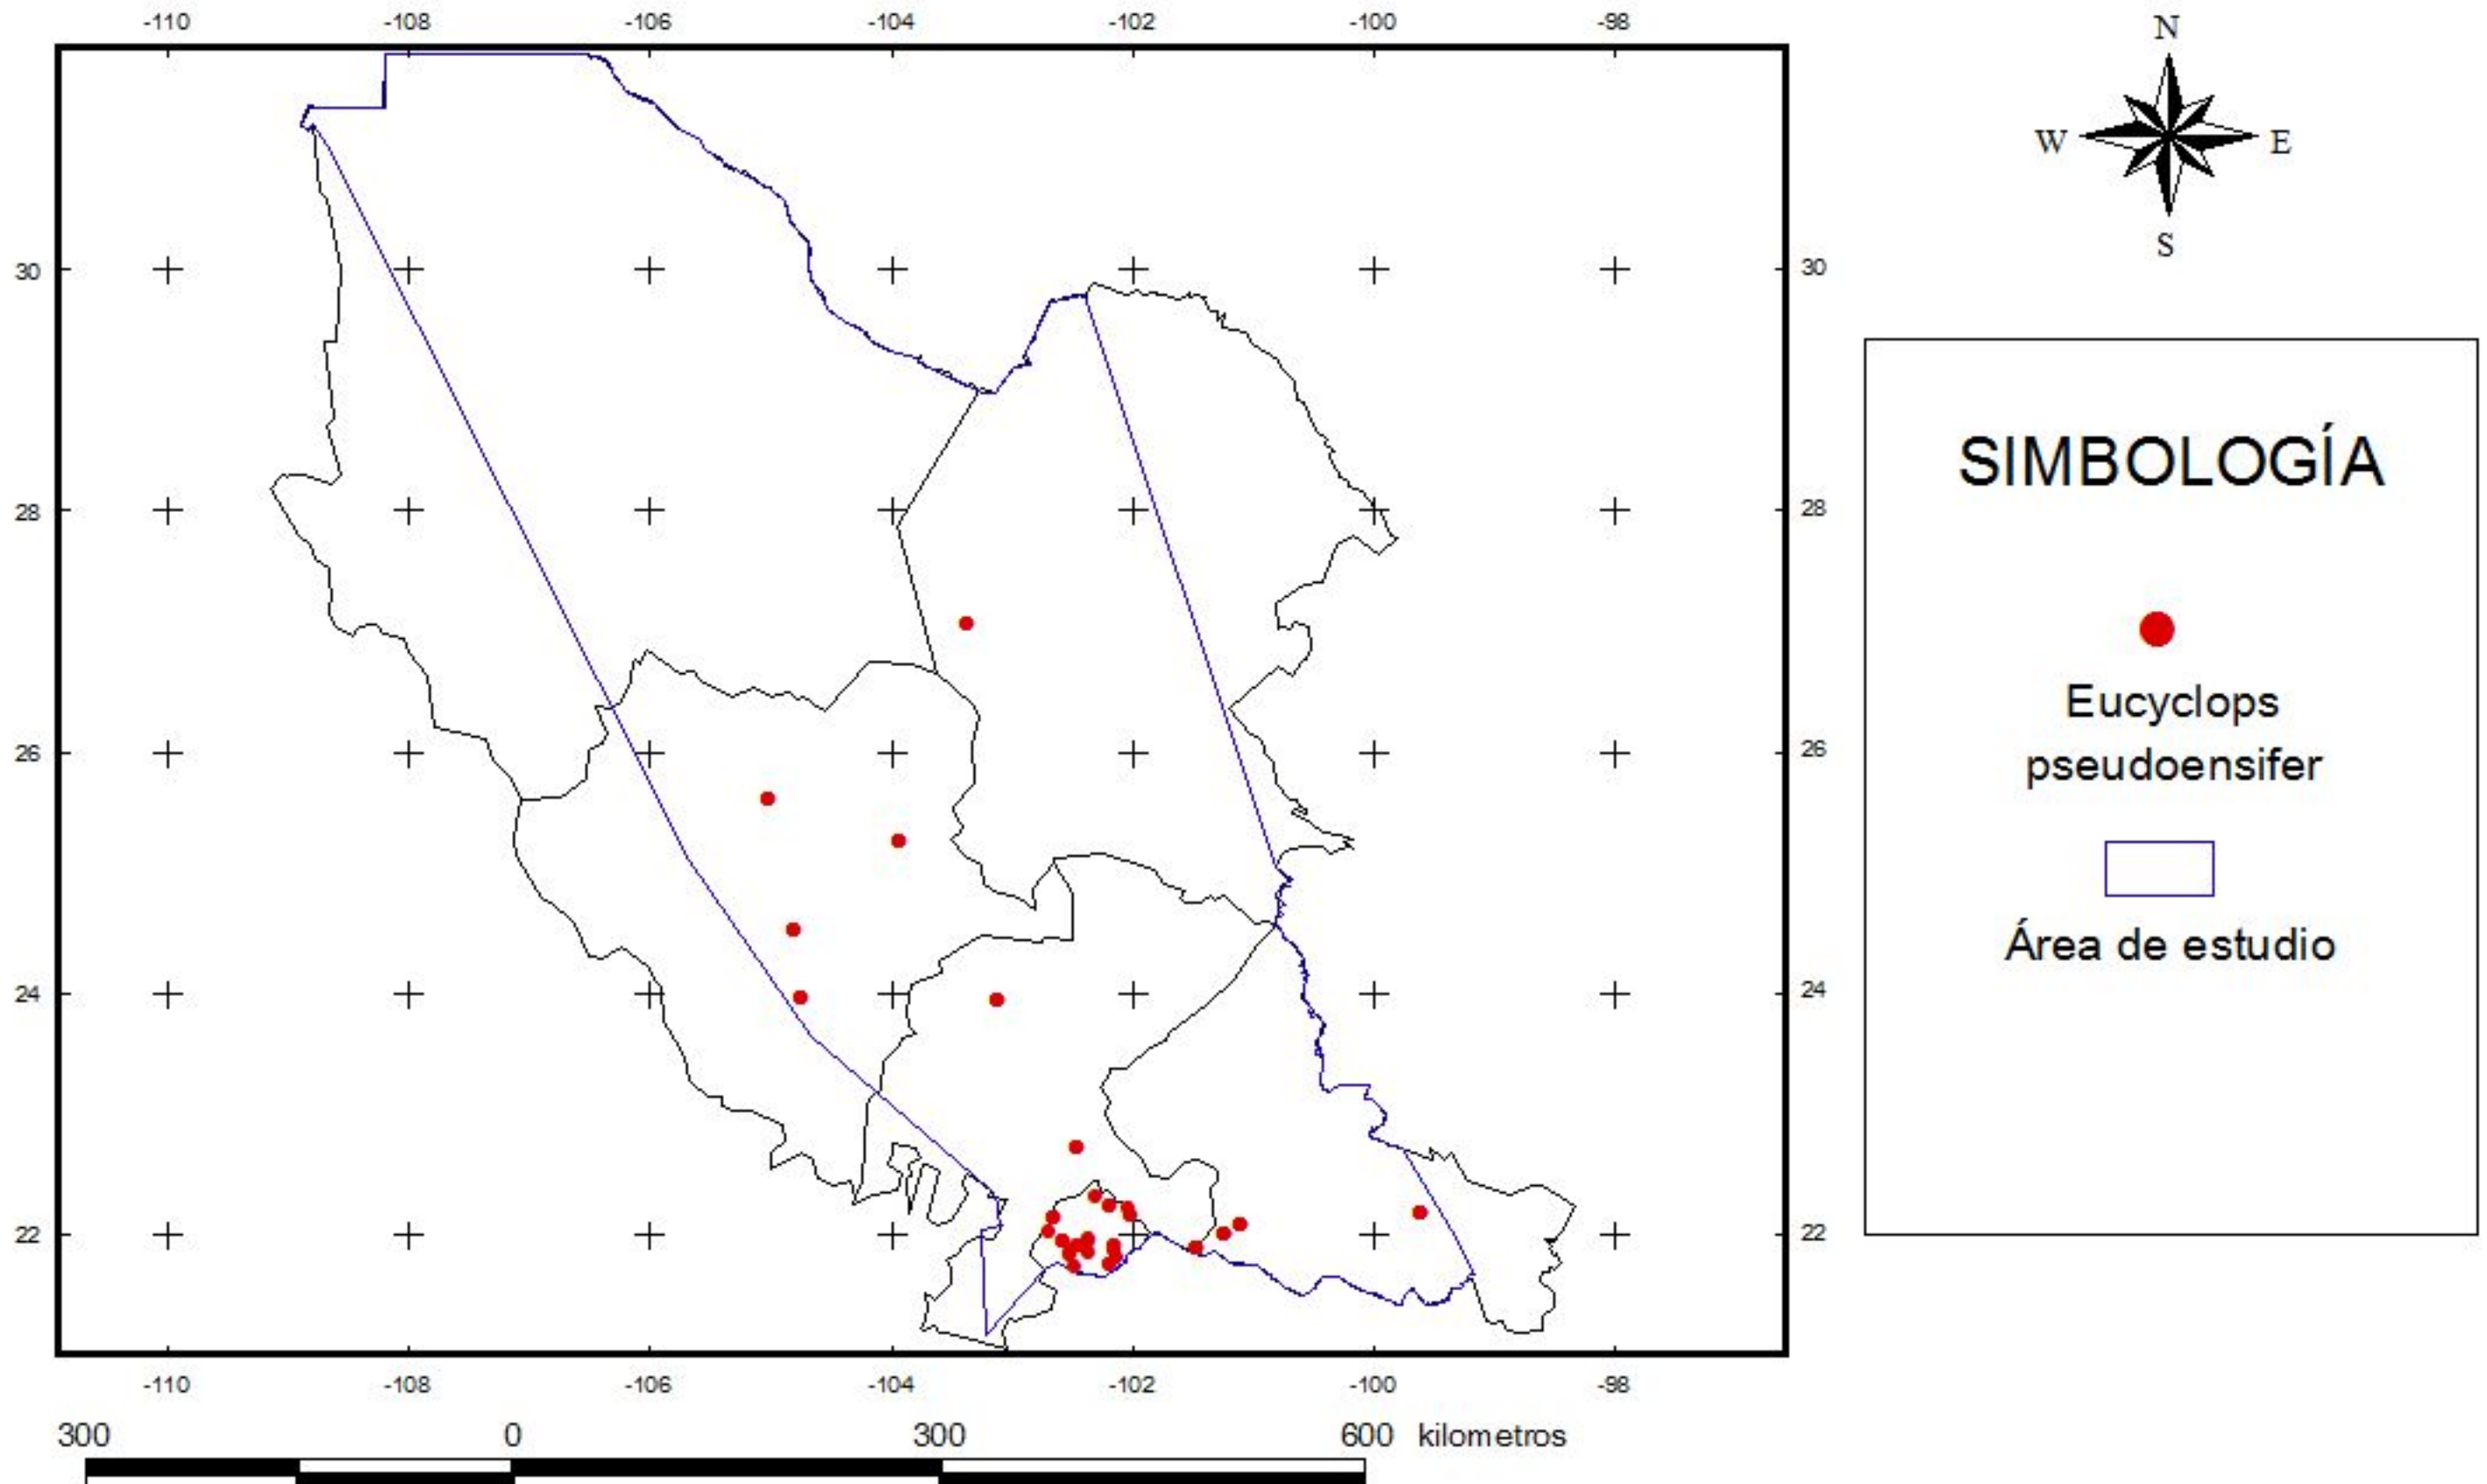 -110 -108 -106 -104 -102 -100 -98
N
W E
S
30 30
28 28
26 26
24 24
22 22
SIMBOLOGÍA
Eucyclops
pseudoensifer
Área de estudio
-110 -108 -106 -104 -102 -100 -98
300 0 300 600 kilometros